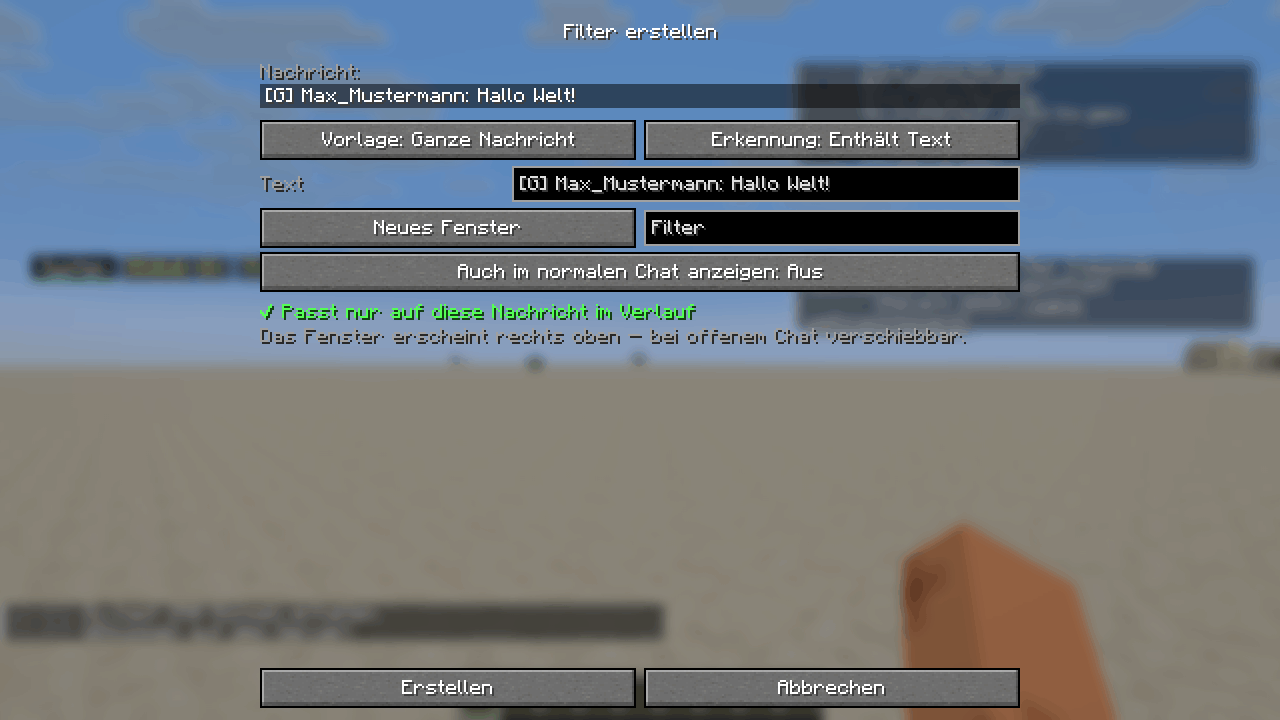 Filter erstellen
Nachricht:
[G] Max_Mustermann: Hallo Welt!
Vorlage: Ganze Nachricht
Erkennung: Enthält Text
Text
[G] Max_Mustermann: Hallo Welt!
Neues Fenster
Filter
Auch im normalen Chat anzeigen: Aus
✓ Passt nur auf diese Nachricht im Verlauf
Das Fenster erscheint rechts oben — bei offenem Chat verschiebbar.
Erstellen
Abbrechen